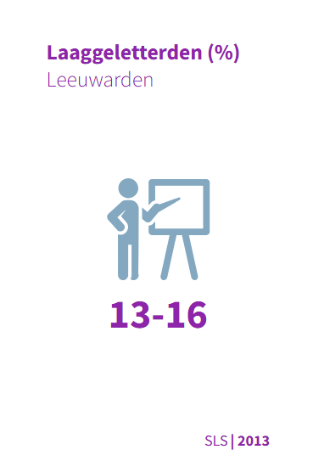 Laaggeletterden (%)
Leeuwarden
13-16
SLS | 2013